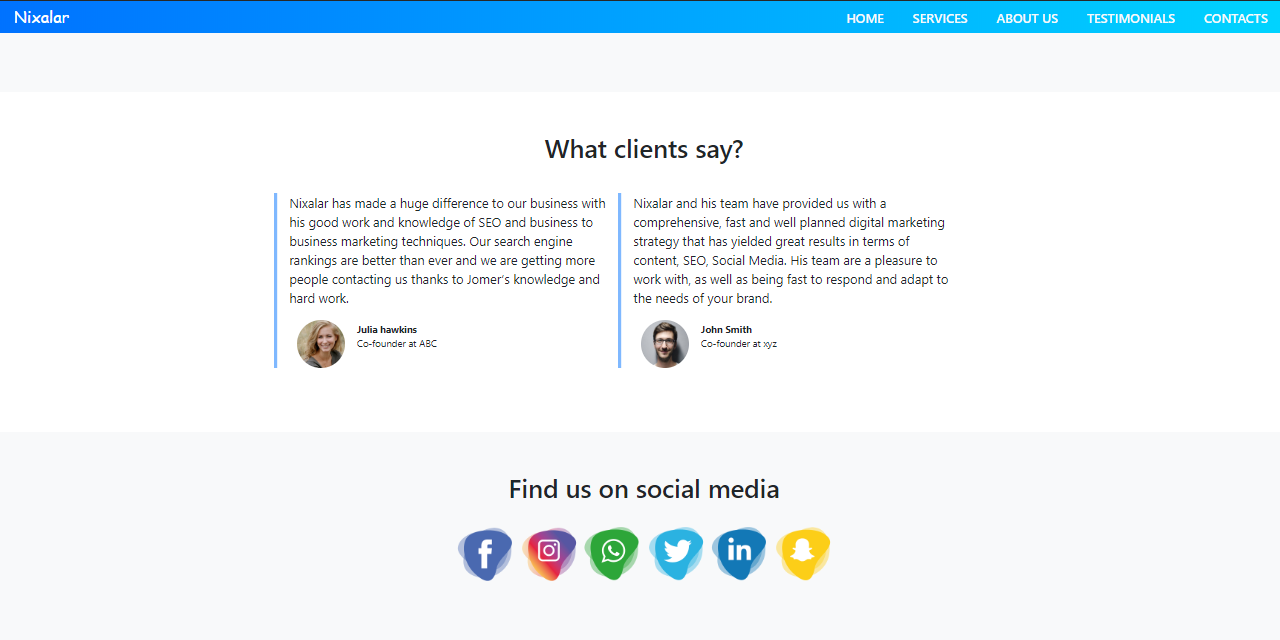 Nixalar HOME SERVICES ABOUT US TESTIMONIALS CONTACTS
What clients say?
Nixalar has made a huge difference to our business with
his good work and knowledge of SEO and business to
business marketing techniques. Our search engine
rankings are better than ever and we are getting more
people contacting us thanks to Jomer’s knowledge and
hard work.
Julia hawkins
Co-founder at ABC
Nixalar and his team have provided us with a
comprehensive, fast and well planned digital marketing
strategy that has yielded great results in terms of
content, SEO, Social Media. His team are a pleasure to
work with, as well as being fast to respond and adapt to
the needs of your brand.
John Smith
Co-founder at xyz
Find us on social media